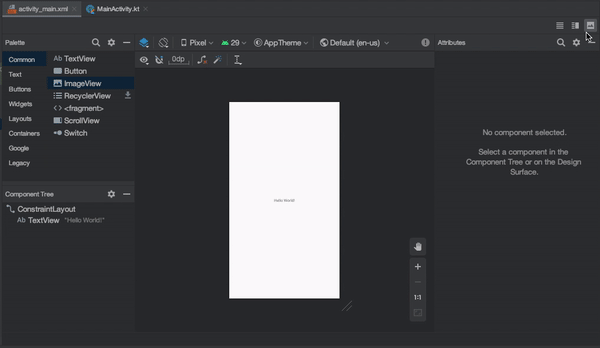 activity_main.xml
MainActivity.kt
Palette
Pixel
29
AppTheme
Default (en-us)
Attributes
Common
Text
Buttons
Widgets
Layouts
Containers
Google
Legacy
Ab TextView
Button
ImageView
RecyclerView
<fragment>
ScrollView
Switch
0dp
No component selected.
Select a component in the
Component Tree or on the Design
Surface.
Hello World!
Component Tree
ConstraintLayout
Ab TextView "Hello World!"
1:1